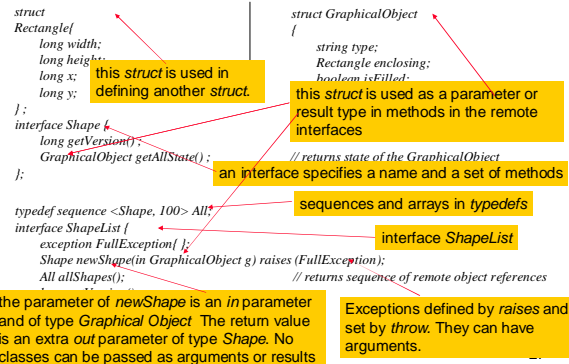 struct
Rectangle{
long width;
long height;
long x;
long y;
} ;
struct GraphicalObject
{
string type;
Rectangle enclosing;
boolean isFilled;
this struct is used in
defining another struct.
this struct is used as a parameter or
result type in methods in the remote
interfaces
interface Shape {
long getVersion() ;
GraphicalObject getAllState() ; // returns state of the GraphicalObject
};
an interface specifies a name and a set of methods
typedef sequence <Shape, 100> All;
sequences and arrays in typedefs
interface ShapeList {
interface ShapeList
exception FullException{ };
Shape newShape(in GraphicalObject g) raises (FullException);
All allShapes(); // returns sequence of remote object references
the parameter of newShape is an in parameter
and of type Graphical Object The return value
is an extra out parameter of type Shape. No
classes can be passed as arguments or results
Exceptions defined by raises and
set by throw. They can have
arguments.